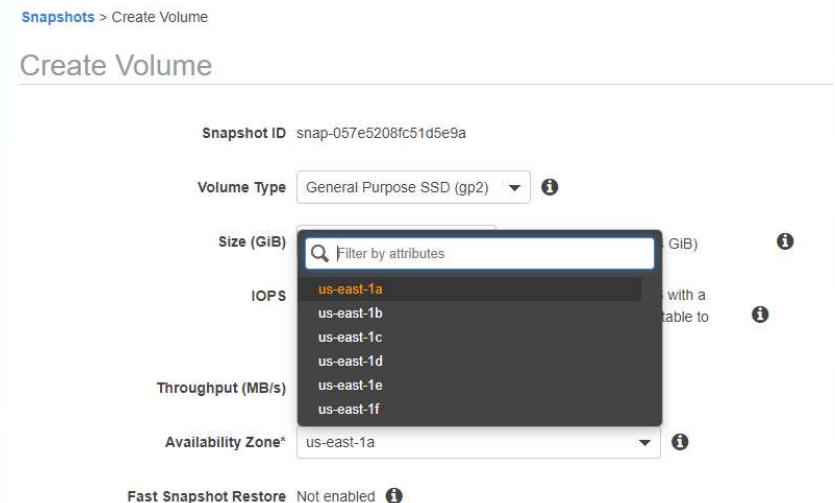 Snapshots > Create Volume
Create Volume
Snapshot ID snap-057e5208fc51d5e9a
Volume Type General Purpose SSD (gp2)
Size (GiB) GiB)
Filter by attributes
us-east-1a
IOPS with a
us-east-1b
table to
us-east-1c
us-east-1d
Throughput (MB/s) us-east-1e
us-east-1f
Availability Zone* us-east-1a
Fast Snapshot Restore Not enabled